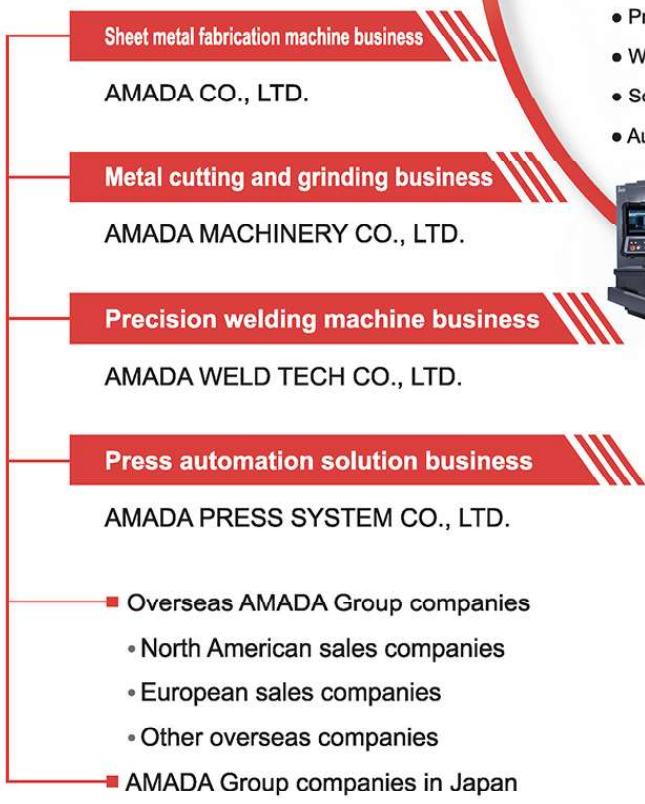 Sheet metal fabrication machine business
AMADA CO., LTD.
Metal cutting and grinding business
AMADA MACHINERY CO., LTD.
Precision welding machine business
AMADA WELD TECH CO., LTD.
Press automation solution business
AMADA PRESS SYSTEM CO., LTD.
■ Overseas AMADA Group companies
• North American sales companies
• European sales companies
• Other overseas companies
■ AMADA Group companies in Japan